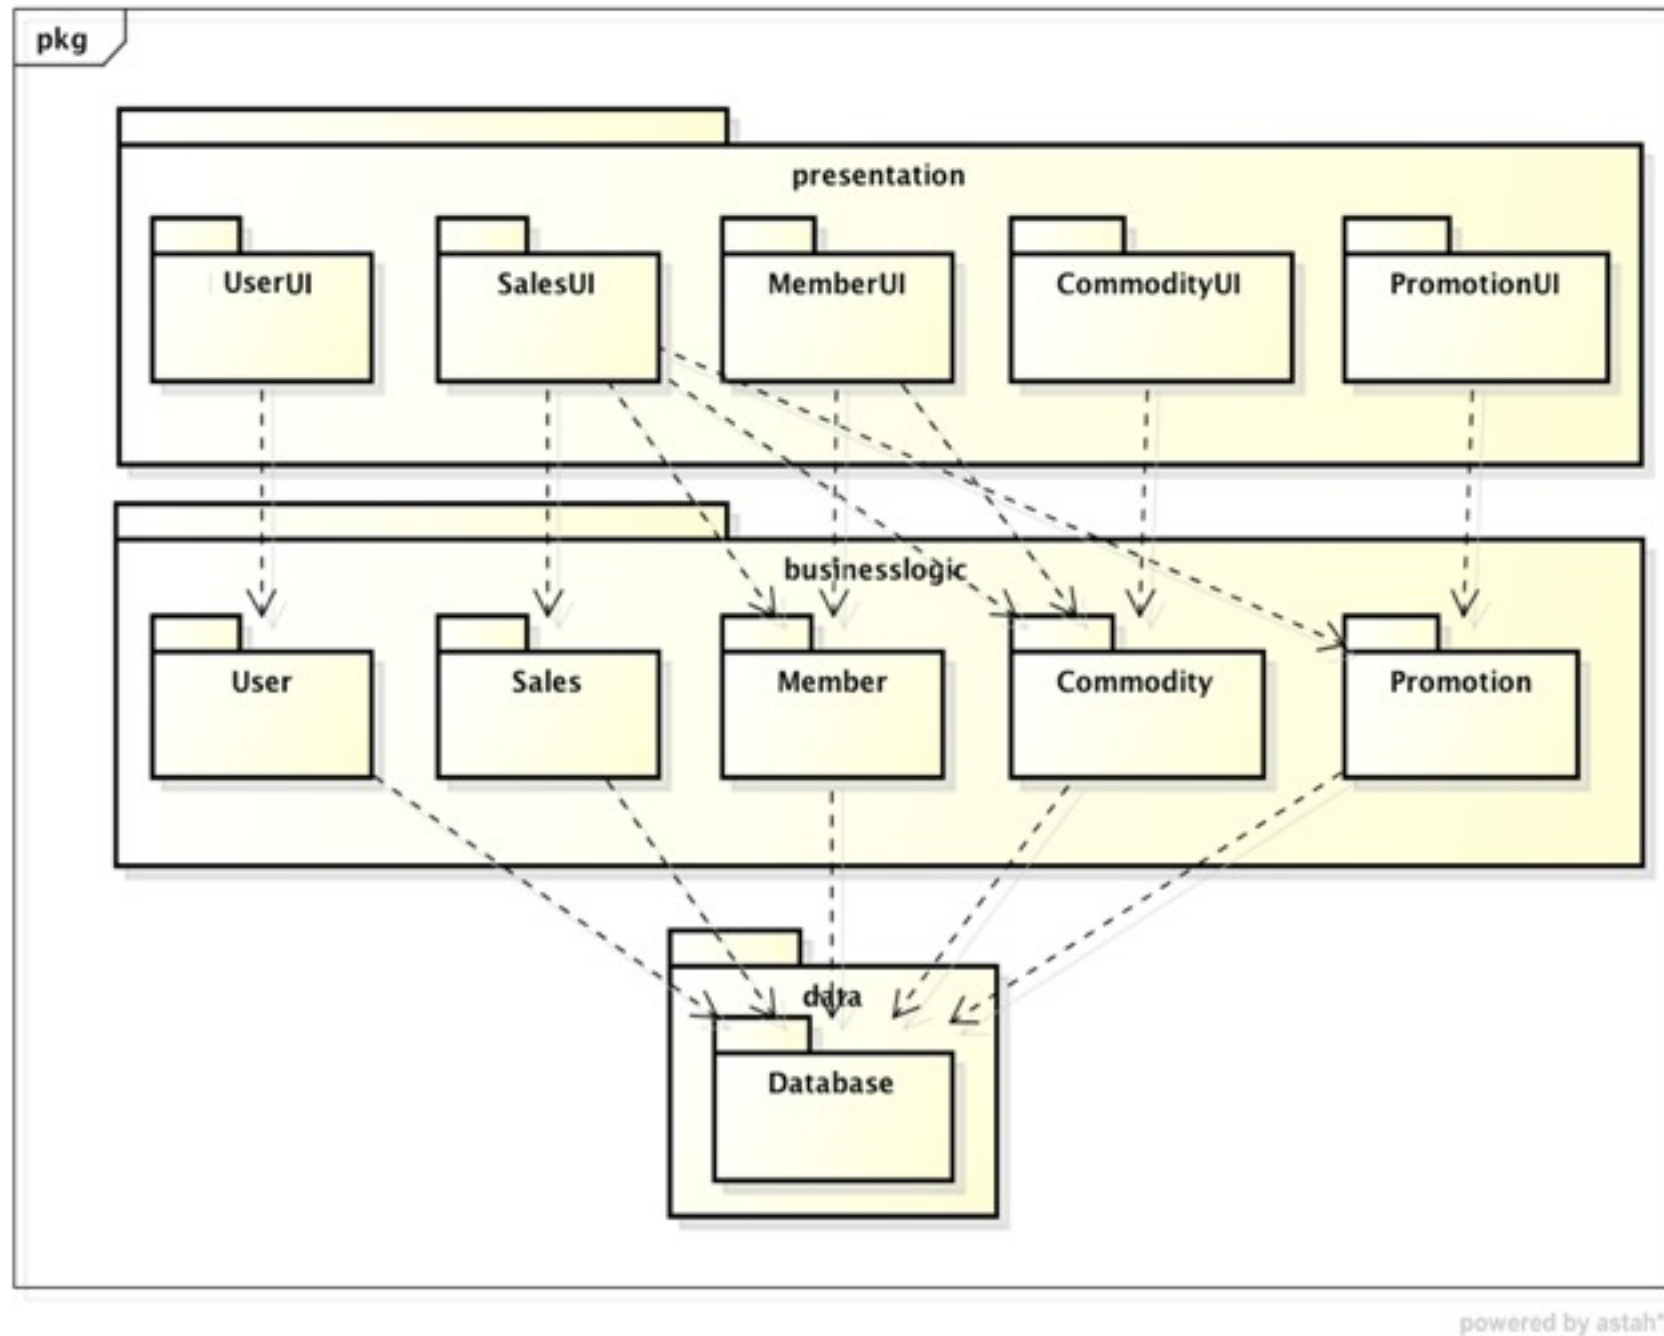 pkg
presentation
UserUI
SalesUI
MemberUI
CommodityUI
PromotionUI
businesslogic
User
Sales
Member
Commodity
Promotion
data
Database
powered by astah*